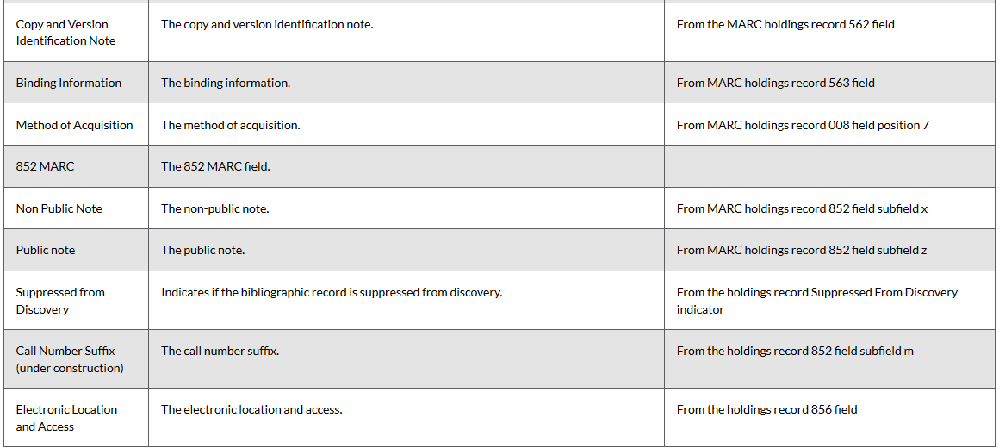 Copy and Version
Identification Note
The copy and version identification note.
From the MARC holdings record 562 field
Binding Information
The binding information.
From MARC holdings record 563 field
Method of Acquisition
The method of acquisition.
From MARC holdings record 008 field position 7
852 MARC
The 852 MARC field.
Non Public Note
The non-public note.
From MARC holdings record 852 field subfield x
Public note
The public note.
From MARC holdings record 852 field subfield z
Suppressed from
Discovery
Indicates if the bibliographic record is suppressed from discovery.
From the holdings record Suppressed From Discovery
indicator
Call Number Suffix
(under construction)
The call number suffix.
From the holdings record 852 field subfield m
Electronic Location
and Access
The electronic location and access.
From the holdings record 856 field